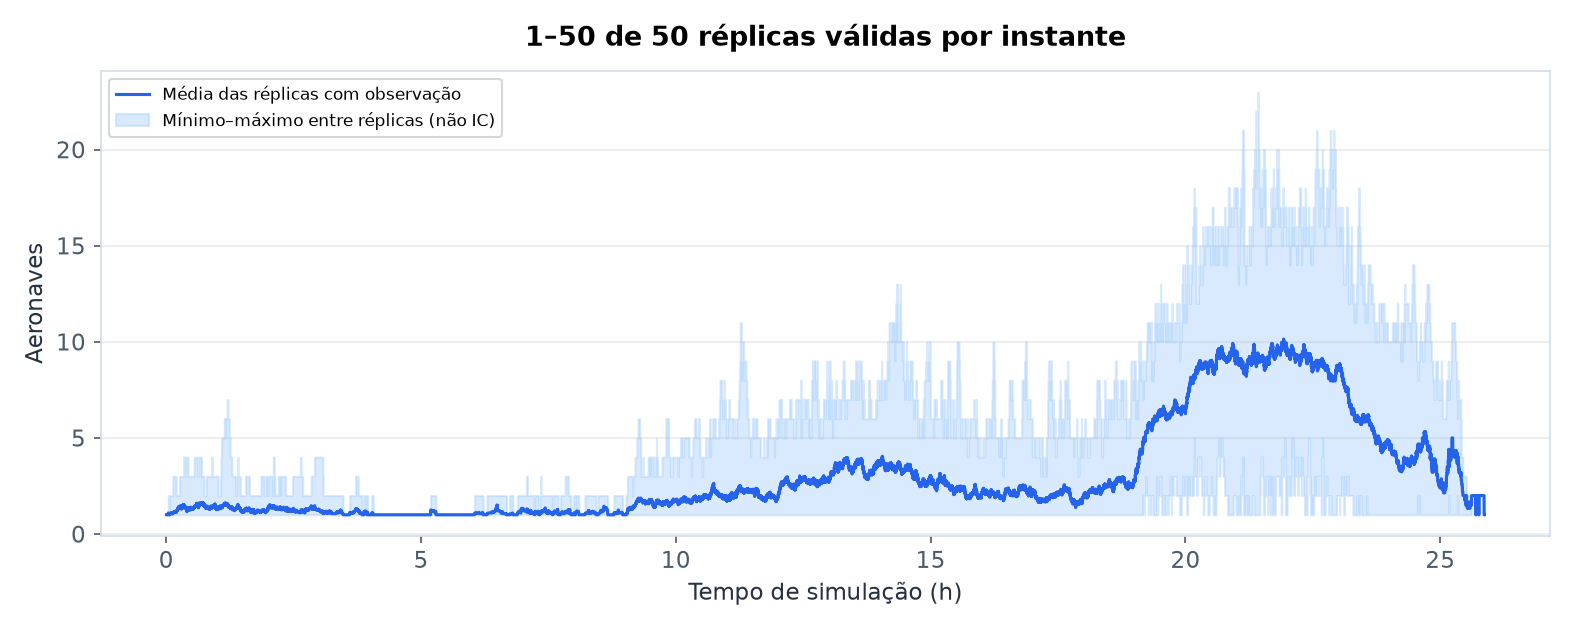 1–50 de 50 réplicas válidas por instante
Média das réplicas com observação
Mínimo–máximo entre réplicas (não IC)
Aeronaves
20
15
10
5
0
0 5 10 15 20 25
Tempo de simulação (h)